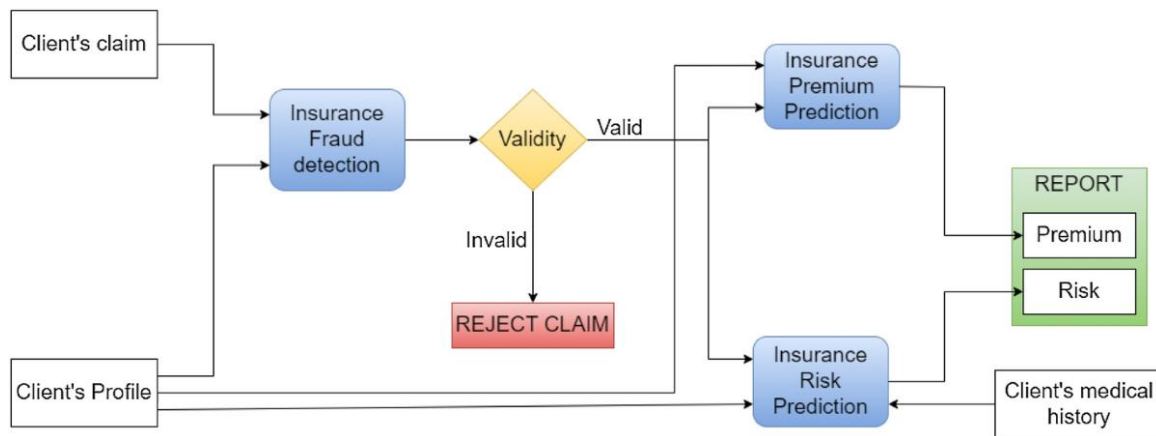 Client's claim
Insurance
Fraud
detection
Validity
Valid
Invalid
REJECT CLAIM
Client's Profile
Insurance
Premium
Prediction
Insurance
Risk
Prediction
REPORT
Premium
Risk
Client's medical
history